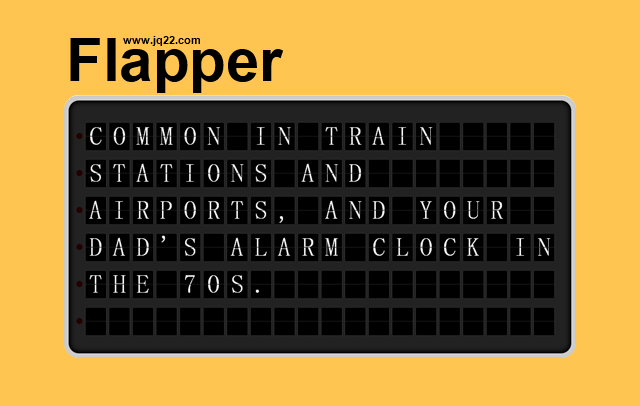 www.jq22.com
Flapper
COMMON IN TRAIN
STATIONS AND
AIRPORTS, AND YOUR
DAD'S ALARM CLOCK IN
THE 70S.